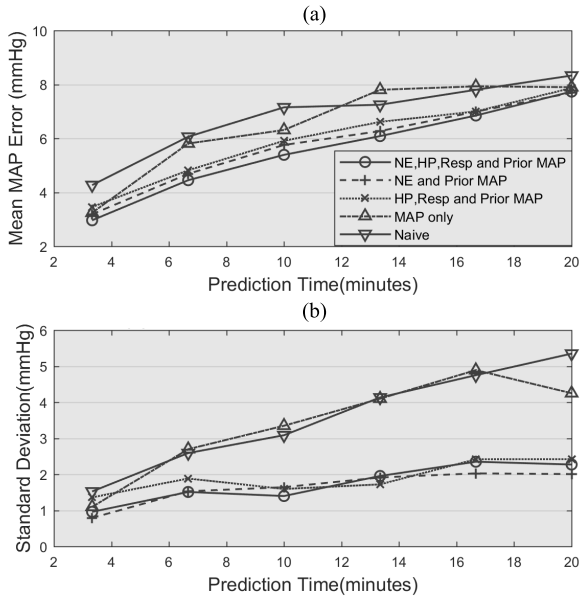 (a)
10
8
6
4
2
Mean MAP Error (mmHg)
NE,HP,Resp and Prior MAP
NE and Prior MAP
HP,Resp and Prior MAP
MAP only
Naive
2 4 6 8 10 12 14 16 18 20
Prediction Time(minutes)
(b)
6
5
4
3
2
1
0
Standard Deviation(mmHg)
2 4 6 8 10 12 14 16 18 20
Prediction Time(minutes)